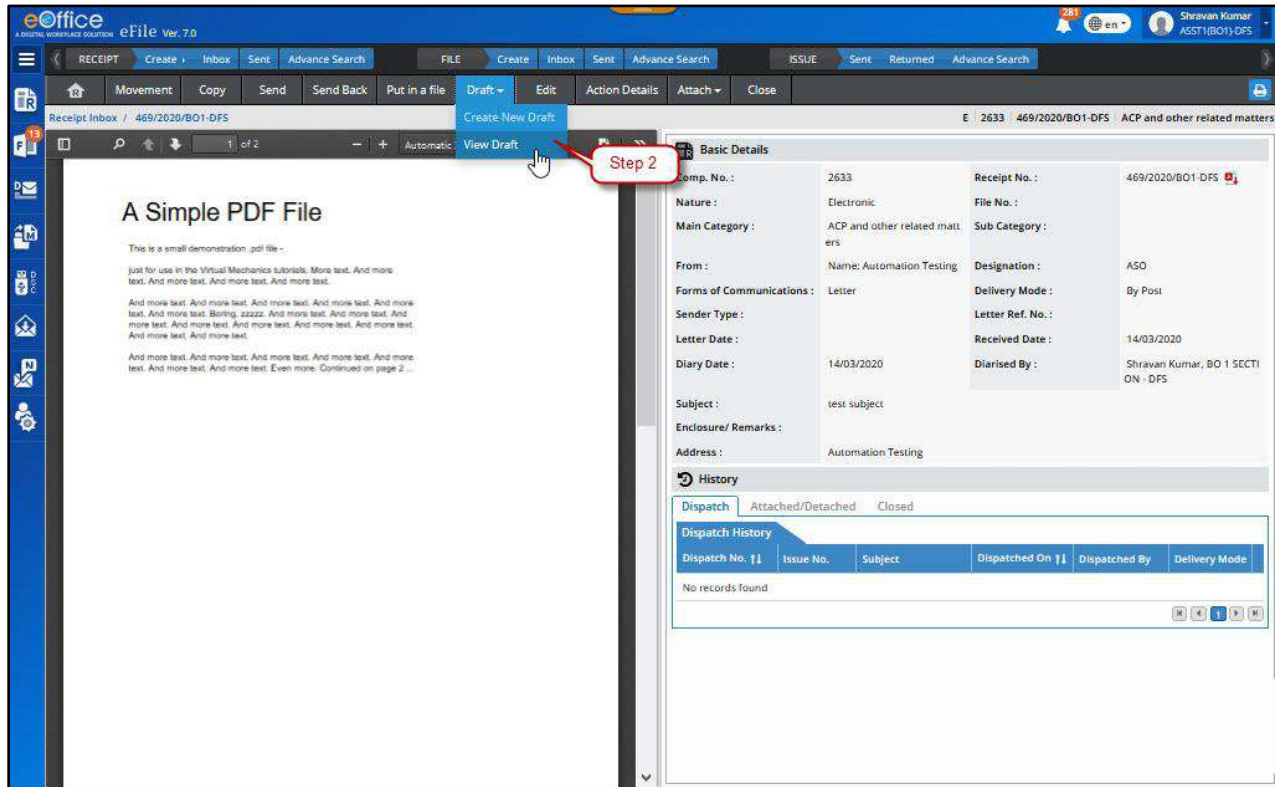 eOffice
A DIGITAL WORKPLACE SOLUTION eFile Ver. 7.0
281
en
Shravan Kumar
ASST1(BO1)-DFS
RECEIPT Create Inbox Sent Advance Search FILE Create Inbox Sent Advance Search ISSUE Sent Returned Advance Search
Movement Copy Send Send Back Put in a file Draft Edit Action Details Attach Close
Receipt Inbox / 469/2020/BO1-DFS
Create New Draft
E 2633 469/2020/BO1-DFS ACP and other related matters
13
1 of 2 - + Automatic
View Draft
Step 2
Basic Details
Comp. No. : 2633 Receipt No. : 469/2020/BO1-DFS
Nature : Electronic File No. :
Main Category : ACP and other related matt
ers
Sub Category :
From : Name: Automation Testing Designation : ASO
Forms of Communications : Letter Delivery Mode : By Post
Sender Type : Letter Ref. No. :
Letter Date : Received Date : 14/03/2020
Diary Date : 14/03/2020 Diarised By : Shravan Kumar, BO 1 SECTI
ON - DFS
Subject : test subject
Enclosure/ Remarks :
Address : Automation Testing
History
Dispatch Attached/Detached Closed
Dispatch History
Dispatch No. Issue No. Subject Dispatched On Dispatched By Delivery Mode
No records found
1
A Simple PDF File
This is a small demonstration .pdf file -
just for use in the Virtual Mechanics tutorials. More text. And more
text. And more text. And more text. And more text.
And more text. And more text. And more text. And more text. And more
text. And more text. Boring, zzzzz. And more text. And more text. And
more text. And more text. And more text. And more text. And more text.
And more text. And more text.
And more text. And more text. And more text. And more text. And more
text. And more text. And more text. Even more. Continued on page 2 ...